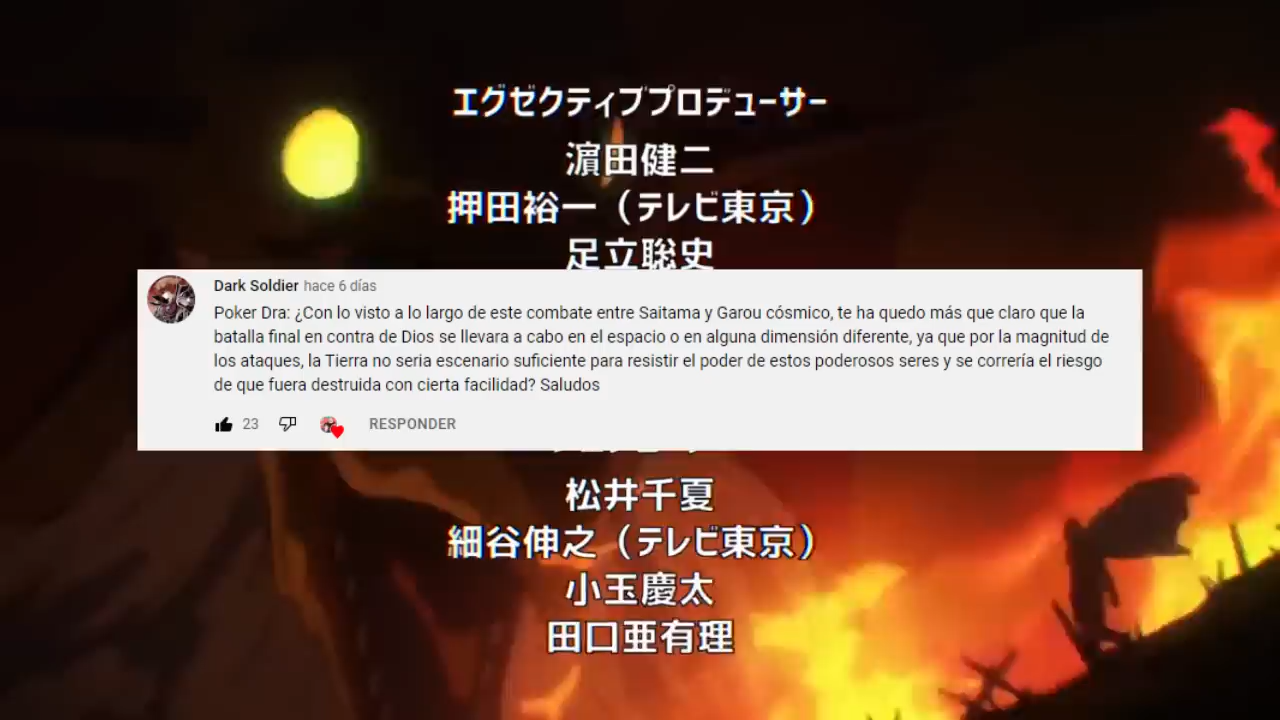 エグゼクティブプロデューサー
濵田健二
押田裕一（テレビ東京）
足立聡史
Dark Soldier hace 6 días
Poker Dra: ¿Con lo visto a lo largo de este combate entre Saitama y Garou cósmico, te ha quedo más que claro que la
batalla final en contra de Dios se llevara a cabo en el espacio o en alguna dimensión diferente, ya que por la magnitud de
los ataques, la Tierra no seria escenario suficiente para resistir el poder de estos poderosos seres y se correría el riesgo
de que fuera destruida con cierta facilidad? Saludos
23 RESPONDER
松井千夏
細谷伸之（テレビ東京）
小玉慶太
田口亜有理